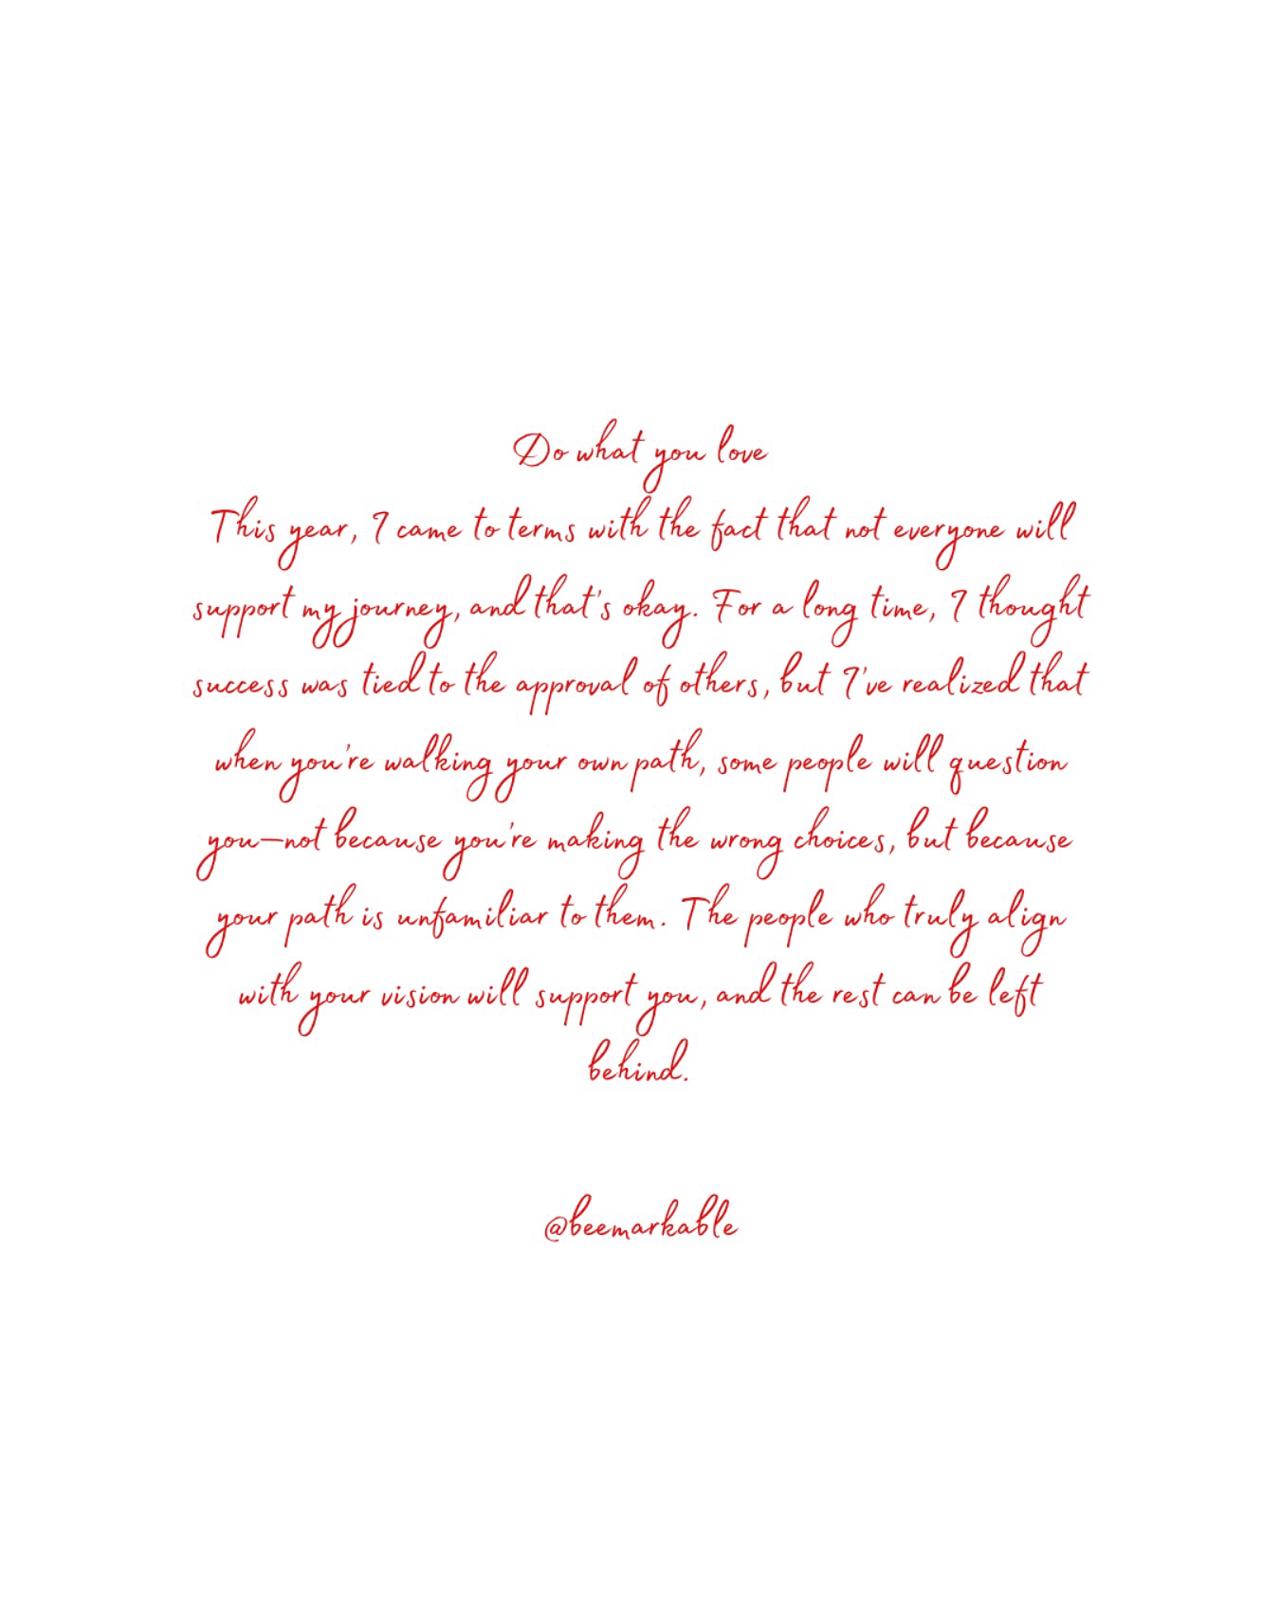 Do what you love
This year, I came to terms with the fact that not everyone will
support my journey, and that's okay. For a long time, I thought
success was tied to the approval of others, but I've realized that
when you're walking your own path, some people will question
you—not because you're making the wrong choices, but because
your path is unfamiliar to them. The people who truly align
with your vision will support you, and the rest can be left
behind.
@beemarkable